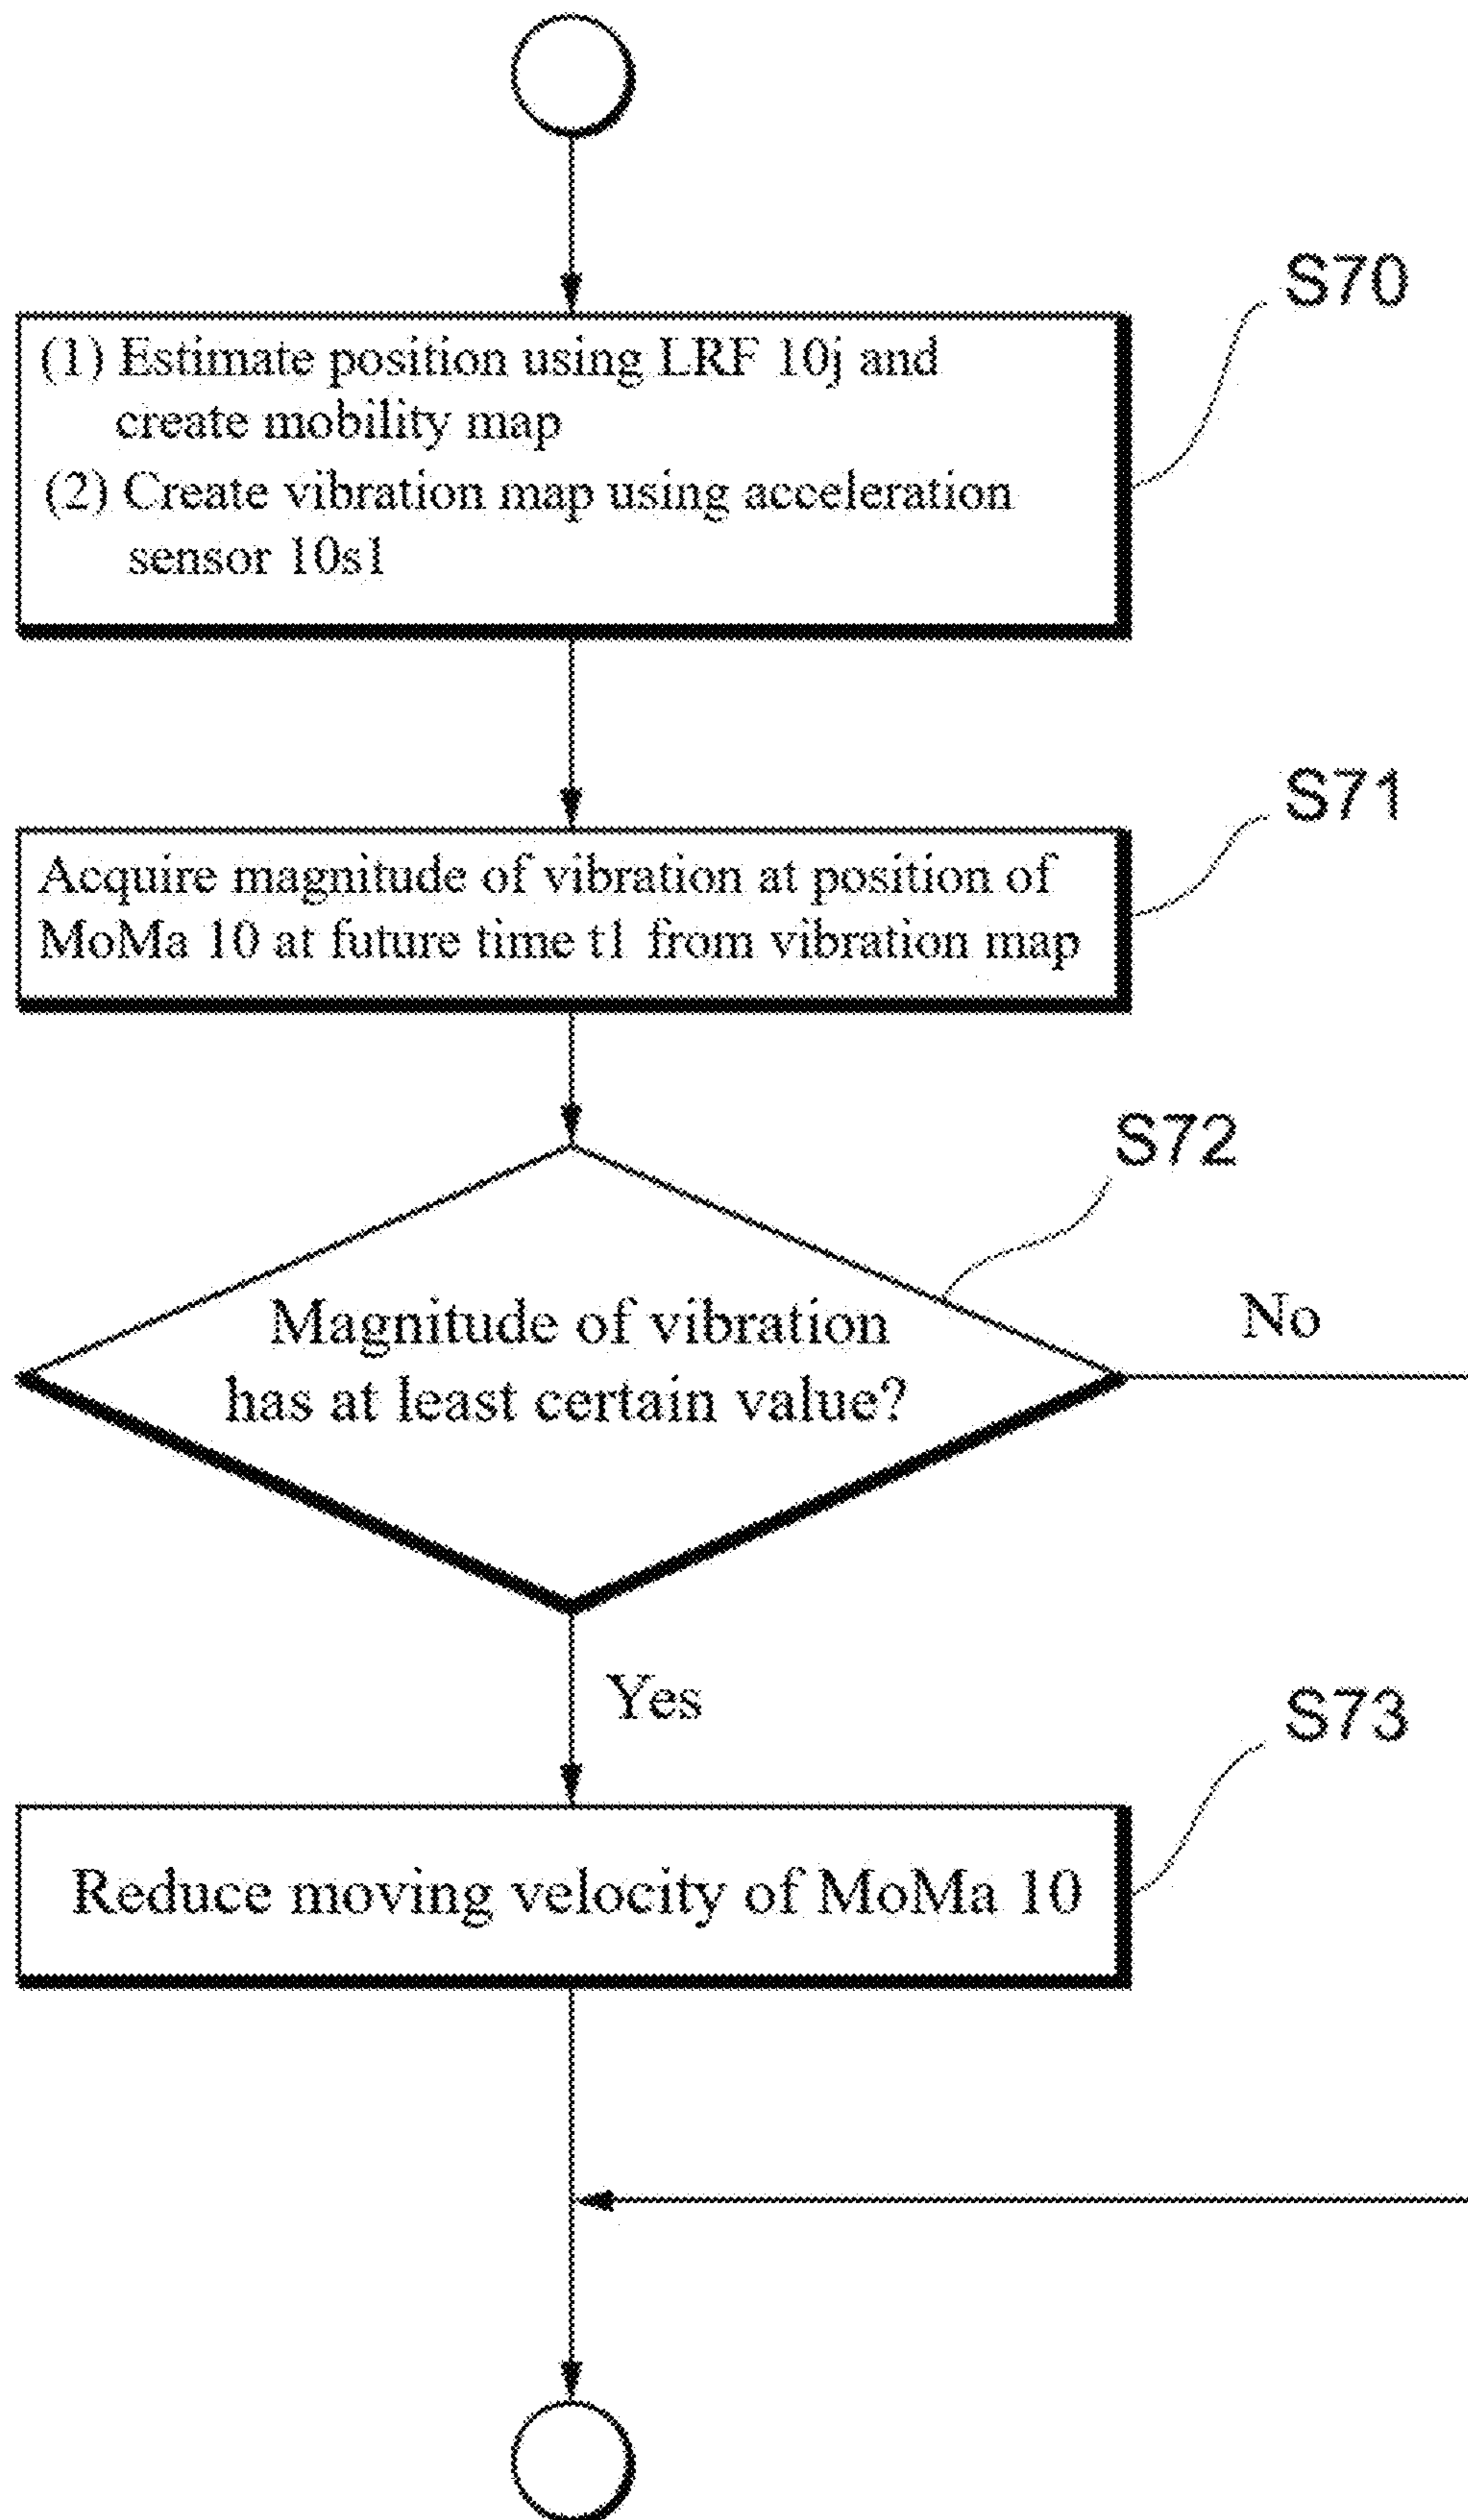 S70
(1) Estimate position using LRF 10j and
create mobility map
(2) Create vibration map using acceleration
sensor 10s1
S71
Acquire magnitude of vibration at position of
MoMa 10 at future time t1 from vibration map
S72
Magnitude of vibration
has at least certain value?
No
Yes
S73
Reduce moving velocity of MoMa 10